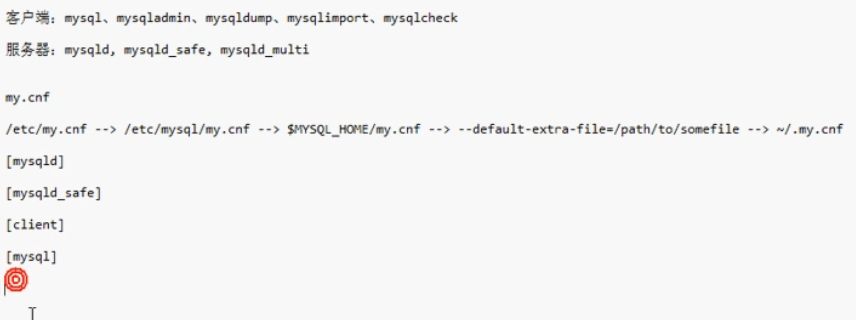 客户端：mysql、mysqladmin、mysqldump、mysqlimport、mysqlcheck
服务器：mysqld, mysqld_safe, mysqld_multi
my.cnf
/etc/my.cnf --> /etc/mysql/my.cnf --> $MYSQL_HOME/my.cnf --> --default-extra-file=/path/to/somefile --> ~/.my.cnf
[mysqld]
[mysqld_safe]
[client]
[mysql]